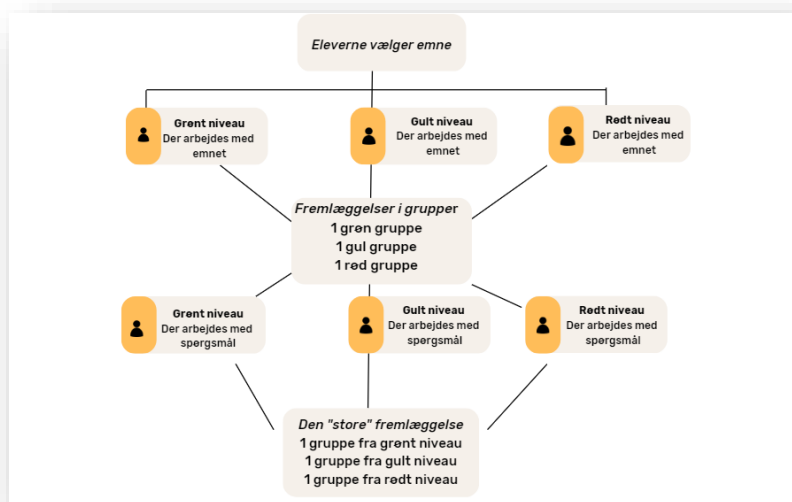 Eleverne vælger emne
Grønt niveau
Der arbejdes med
emnet
Gult niveau
Der arbejdes med
emnet
Rødt niveau
Der arbejdes med
emnet
Fremlæggelser i grupper
1 grøn gruppe
1 gul gruppe
1 rød gruppe
Grønt niveau
Der arbejdes med
spørgsmål
Gult niveau
Der arbejdes med
spørgsmål
Rødt niveau
Der arbejdes med
spørgsmål
Den "store" fremlæggelse
1 gruppe fra grønt niveau
1 gruppe fra gult niveau
1 gruppe fra rødt niveau